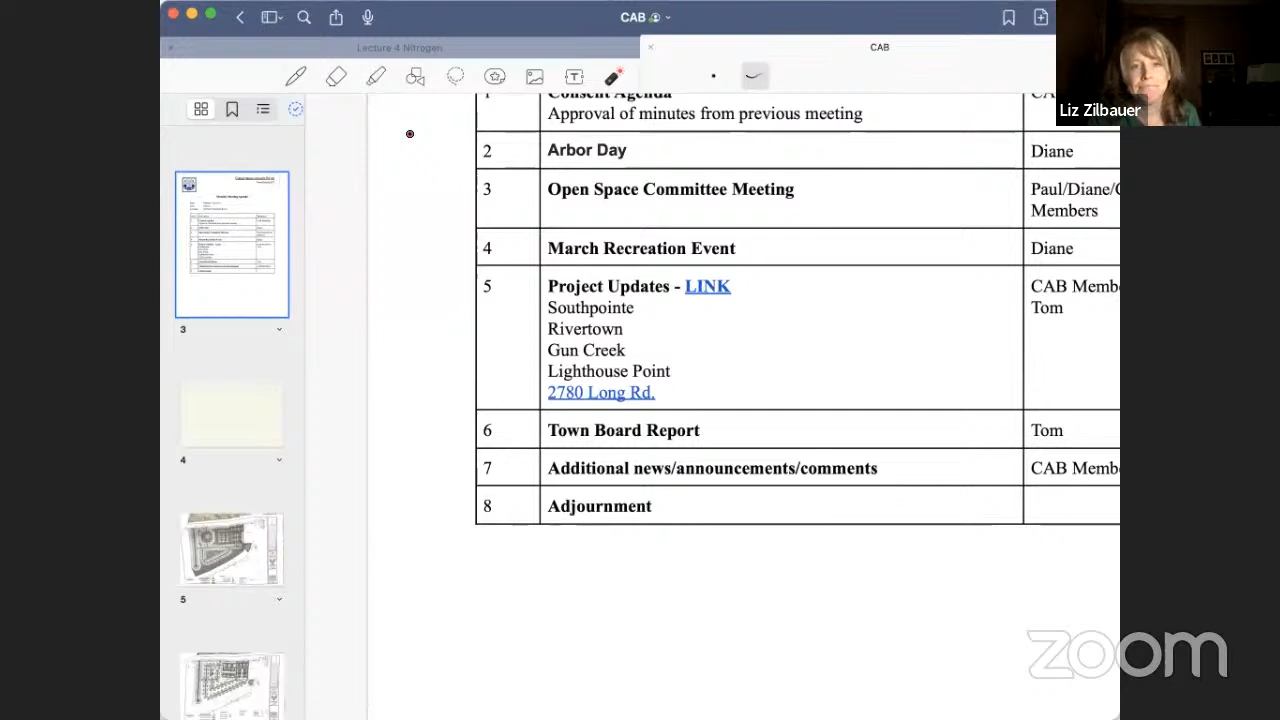 CAB
Lecture 4 Nitrogen
CAB
Liz Zilbauer
1 Consent Agenda
Approval of minutes from previous meeting
2 Arbor Day Diane
3 Open Space Committee Meeting Paul/Diane/
Members
4 March Recreation Event Diane
5 Project Updates - LINK CAB Memb
Southpointe Tom
Rivertown
Gun Creek
Lighthouse Point
2780 Long Rd.
6 Town Board Report Tom
7 Additional news/announcements/comments CAB Memb
8 Adjournment
3
4
5
zoom